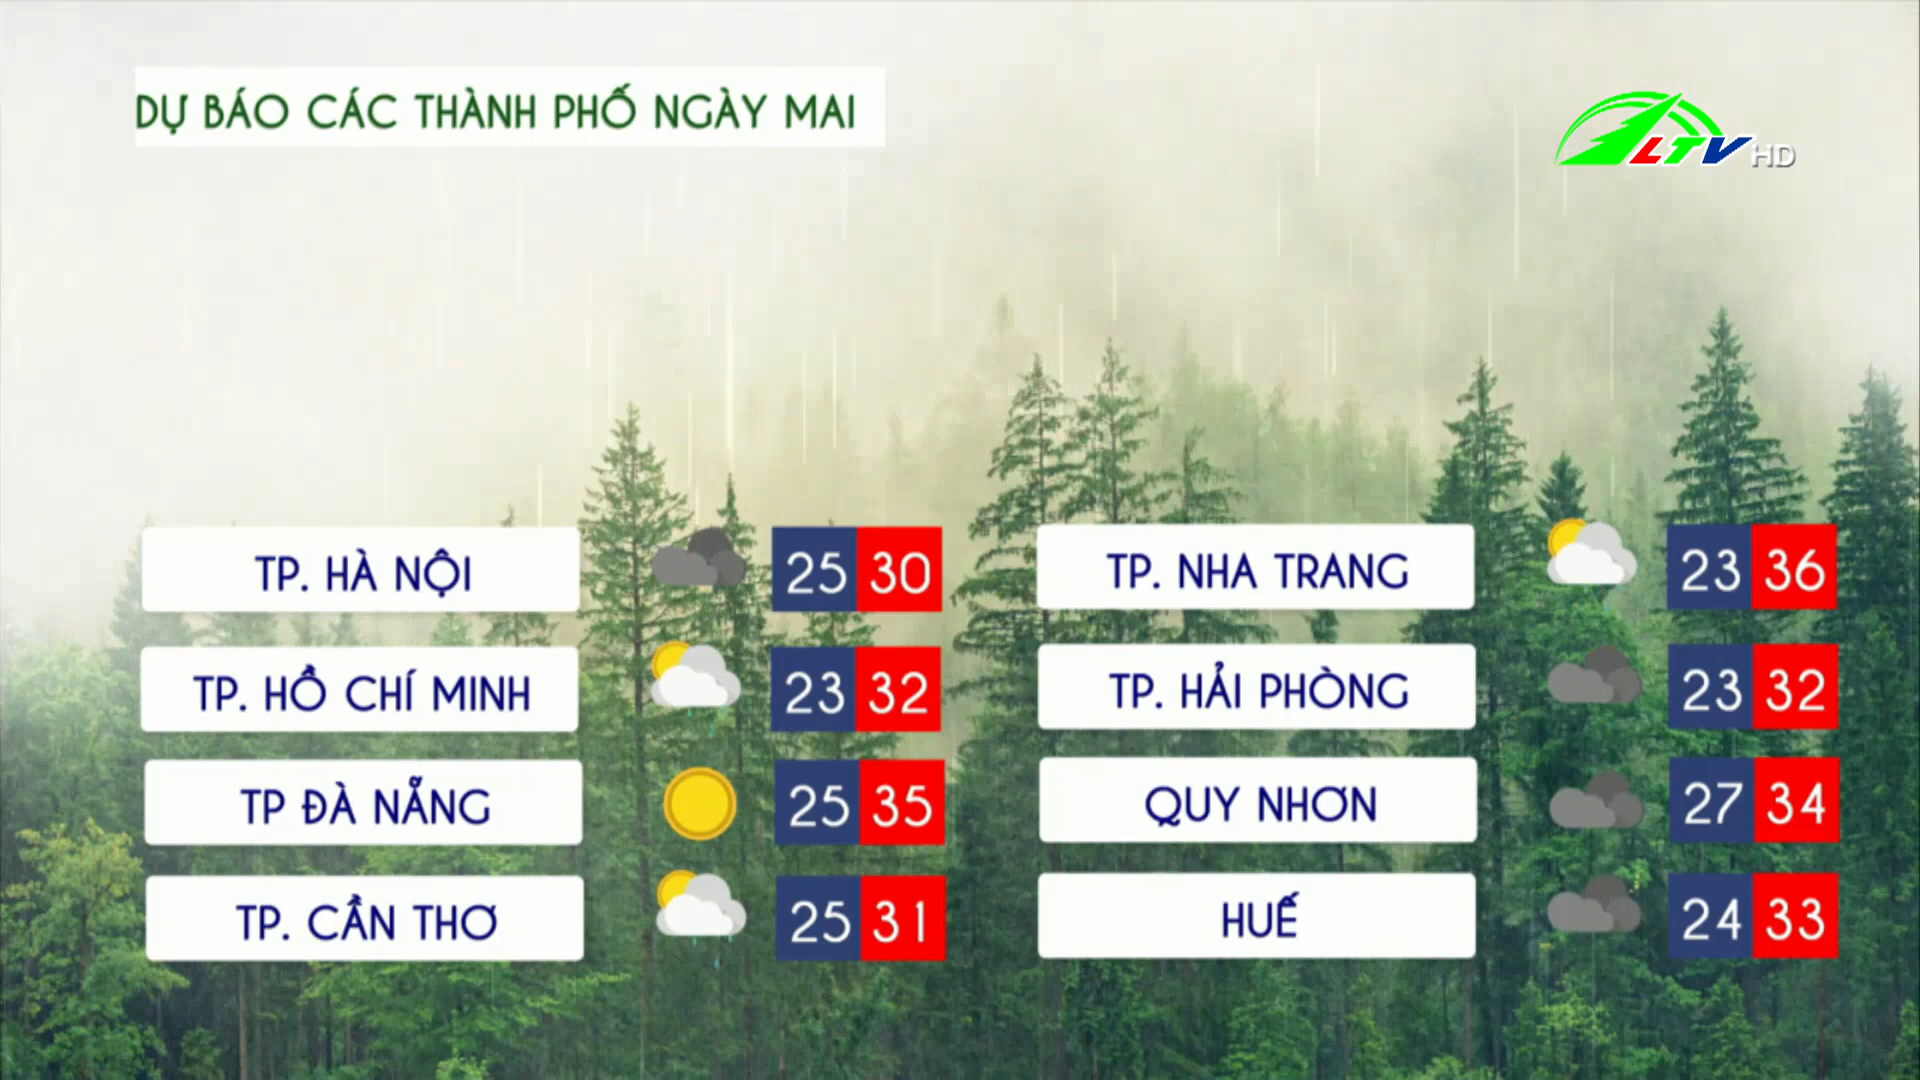 DỰ BÁO CÁC THÀNH PHỐ NGÀY MAI
LTV HD
TP. HÀ NỘI 25 30
TP. HỒ CHÍ MINH 23 32
TP ĐÀ NẴNG 25 35
TP. CẦN THƠ 25 31
TP. NHA TRANG 23 36
TP. HẢI PHÒNG 23 32
QUY NHƠN 27 34
HUẾ 24 33